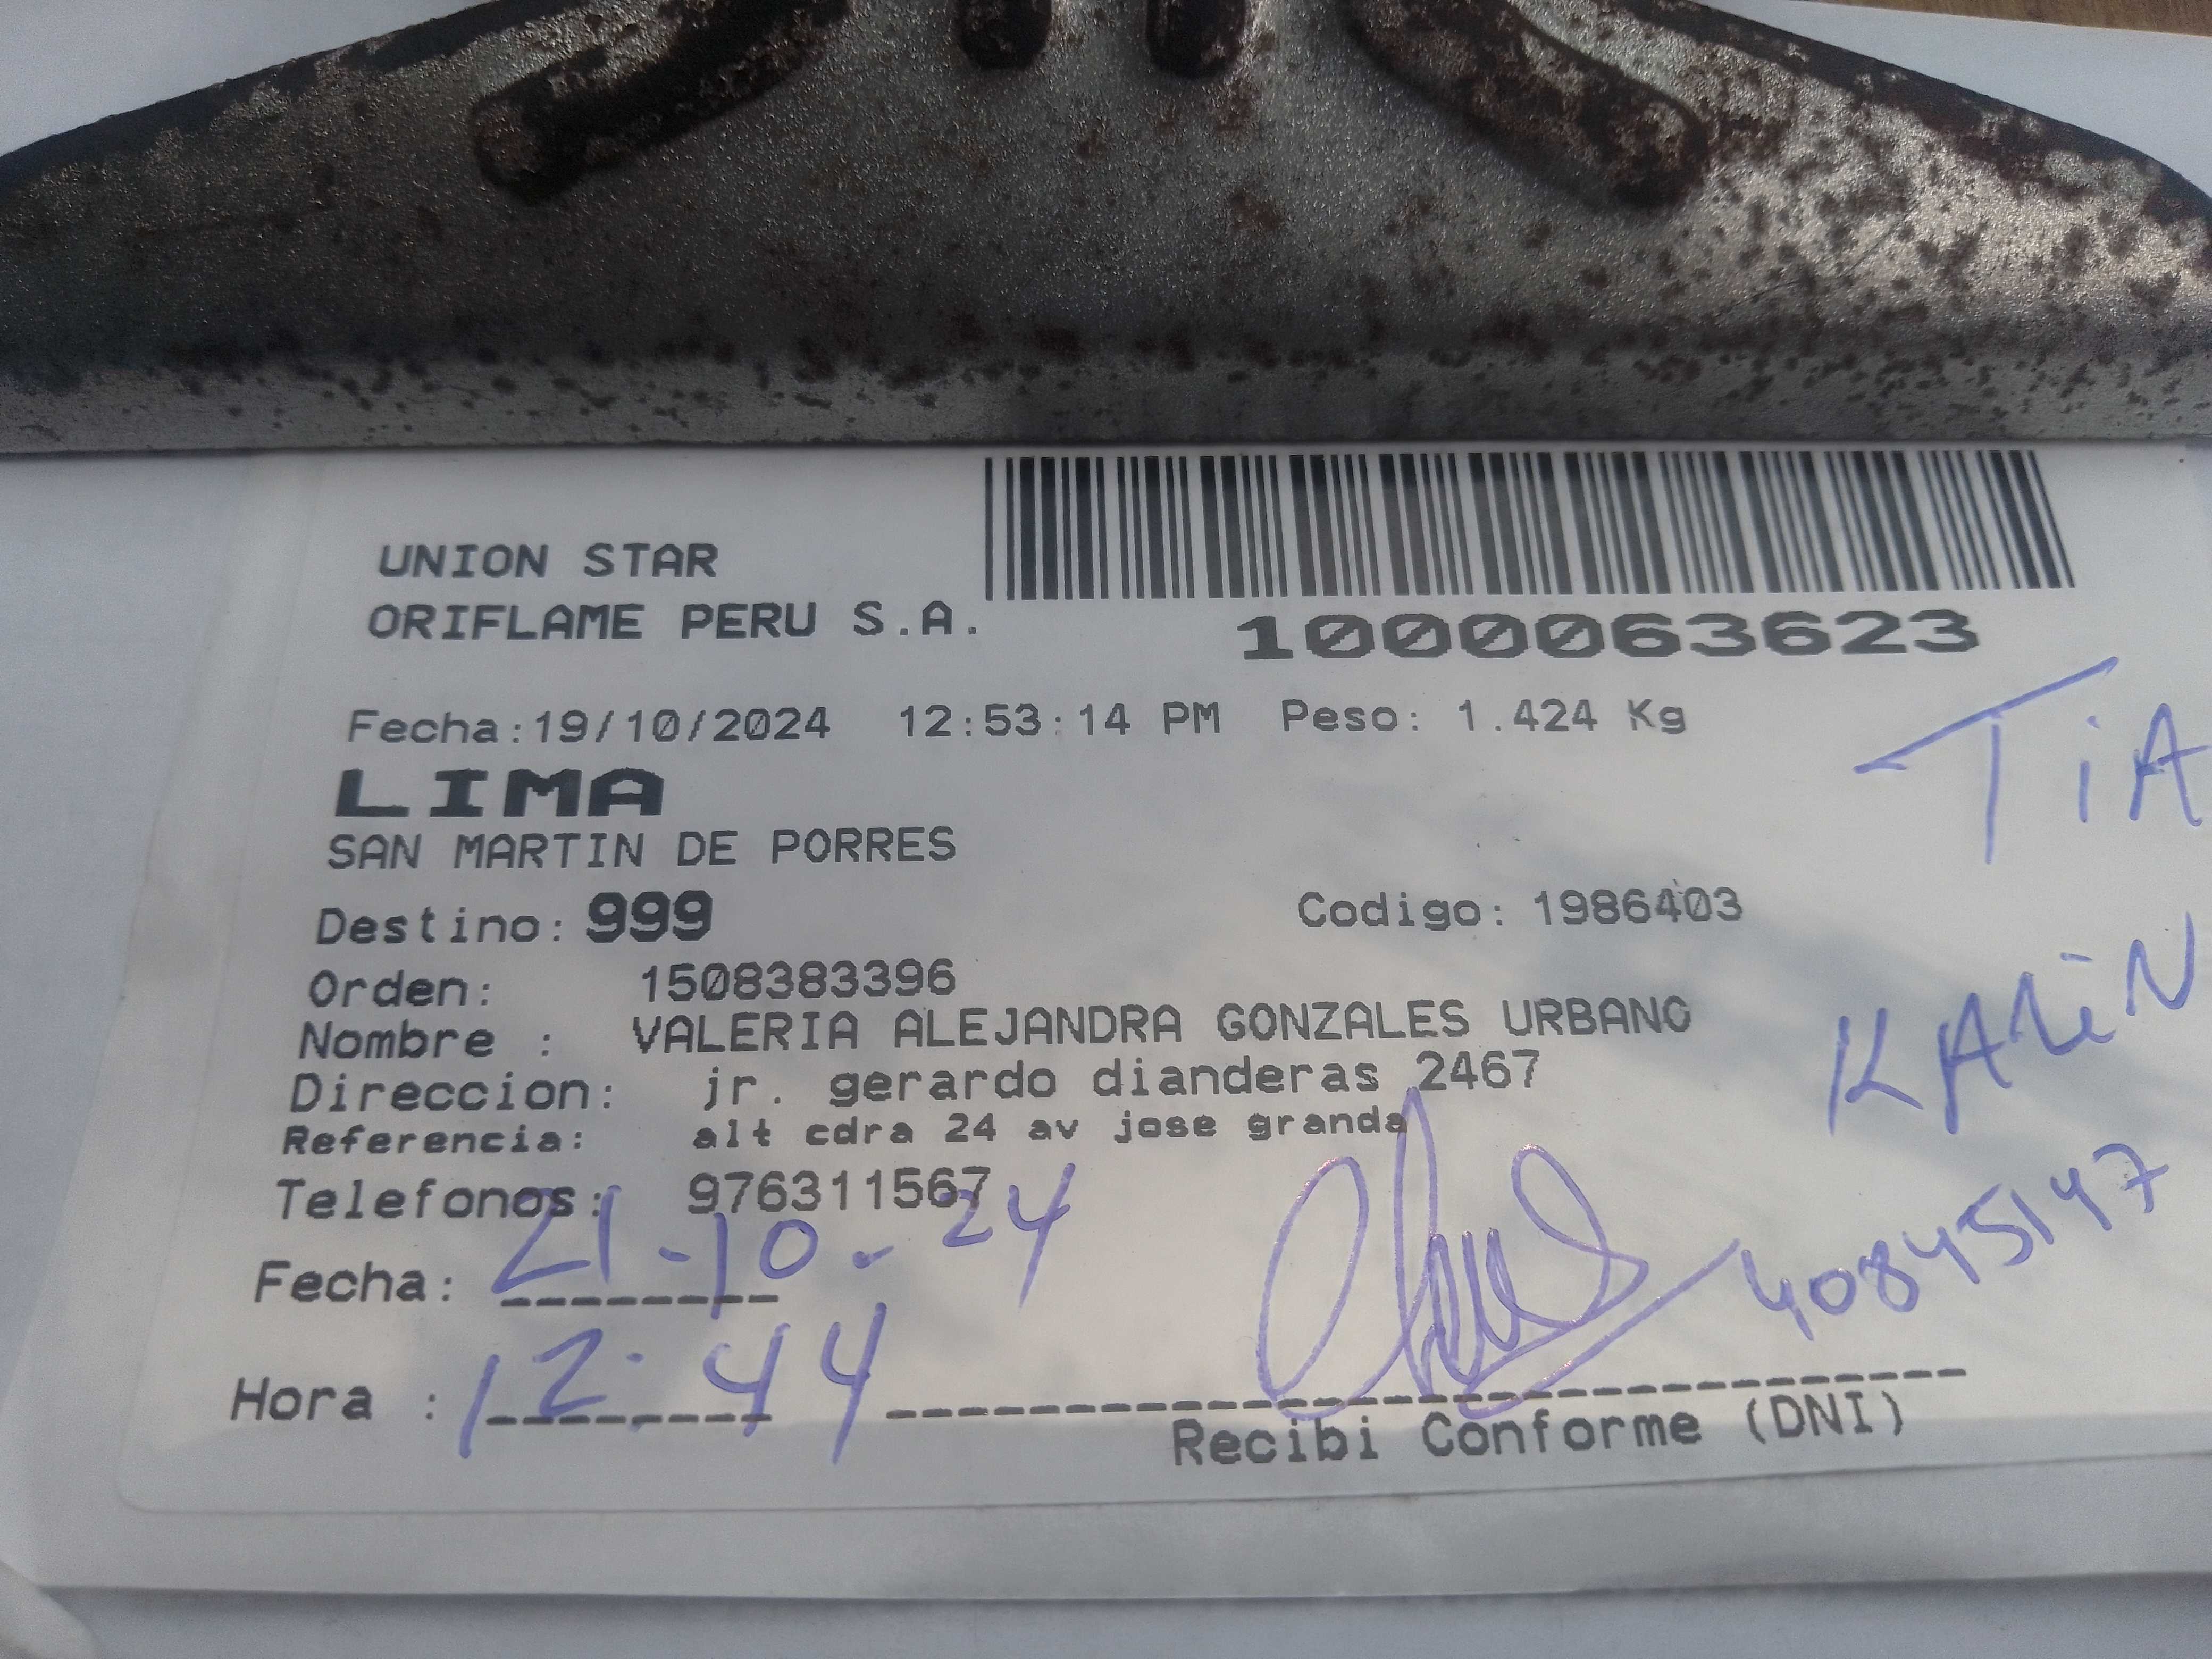 UNION STAR
ORIFLAME PERU S.A.
1000063623
Fecha:19/10/2024 12:53:14 PM Peso: 1.424 Kg
LIMA
SAN MARTIN DE PORRES
Destino: 999 Codigo: 1986403
Orden: 1508383396
Nombre : VALERIA ALEJANDRA GONZALES URBANO
Direccion: jr. gerardo dianderas 2467
Referencia: alt cdra 24 av jose granda
Telefonos: 976311567
Fecha: 21-10-24
Hora : 12:44
Recibi Conforme (DNI)
TiA
KARiN
40845147